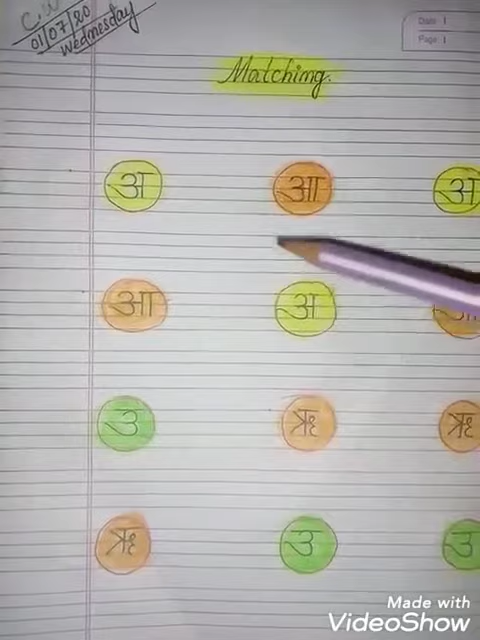 C.W
01/07/20
Wednesday
Date
Page
Matching.
अ आ अ
आ अ आ
उ ऋ ऋ
ऋ उ उ
Made with
VideoShow